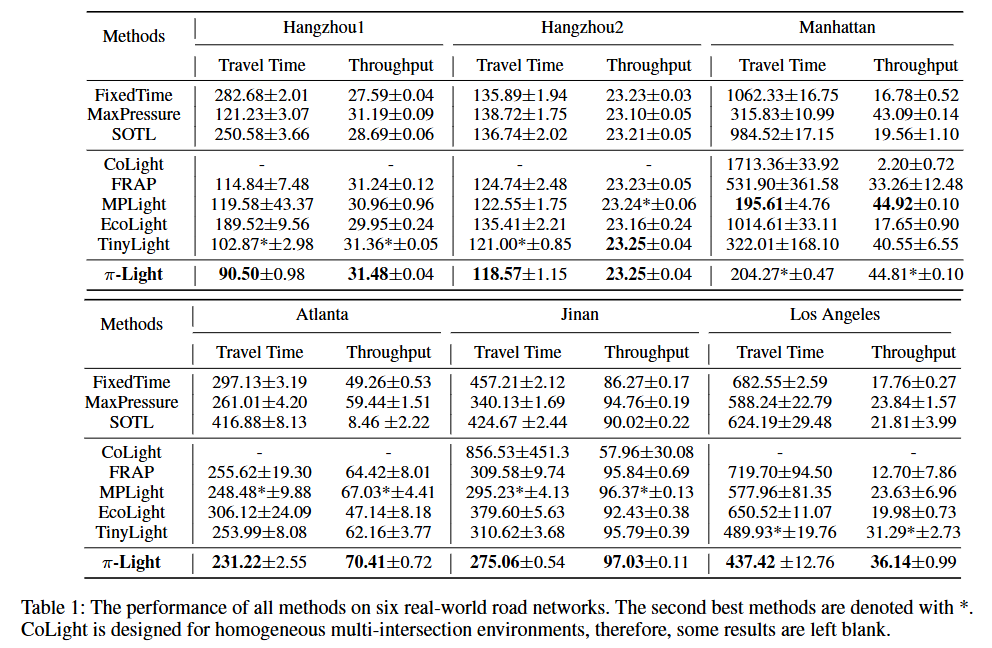 Methods Hangzhou1 Hangzhou2 Manhattan
Travel Time Throughput Travel Time Throughput Travel Time Throughput
FixedTime 282.68±2.01 27.59±0.04 135.89±1.94 23.23±0.03 1062.33±16.75 16.78±0.52
MaxPressure 121.23±3.07 31.19±0.09 138.72±1.75 23.10±0.05 315.83±10.99 43.09±0.14
SOTL 250.58±3.66 28.69±0.06 136.74±2.02 23.21±0.05 984.52±17.15 19.56±1.10
CoLight - - - - 1713.36±33.92 2.20±0.72
FRAP 114.84±7.48 31.24±0.12 124.74±2.48 23.23±0.05 531.90±361.58 33.26±12.48
MPLight 119.58±43.37 30.96±0.96 122.55±1.75 23.24*±0.06 195.61±4.76 44.92±0.10
EcoLight 189.52±9.56 29.95±0.24 135.41±2.21 23.16±0.24 1014.61±33.11 17.65±0.90
TinyLight 102.87*±2.98 31.36*±0.05 121.00*±0.85 23.25±0.04 322.01±168.10 40.55±6.55
π-Light 90.50±0.98 31.48±0.04 118.57±1.15 23.25±0.04 204.27*±0.47 44.81*±0.10
Methods Atlanta Jinan Los Angeles
Travel Time Throughput Travel Time Throughput Travel Time Throughput
FixedTime 297.13±3.19 49.26±0.53 457.21±2.12 86.27±0.17 682.55±2.59 17.76±0.27
MaxPressure 261.01±4.20 59.44±1.51 340.13±1.69 94.76±0.19 588.24±22.79 23.84±1.57
SOTL 416.88±8.13 8.46 ±2.22 424.67 ±2.44 90.02±0.22 624.19±29.48 21.81±3.99
CoLight - - 856.53±451.3 57.96±30.08 - -
FRAP 255.62±19.30 64.42±8.01 309.58±9.74 95.84±0.69 719.70±94.50 12.70±7.86
MPLight 248.48*±9.88 67.03*±4.41 295.23*±4.13 96.37*±0.13 577.96±81.35 23.63±6.96
EcoLight 306.12±24.09 47.14±8.18 379.60±5.63 92.43±0.38 650.52±11.07 19.98±0.73
TinyLight 253.99±8.08 62.16±3.77 310.62±3.68 95.79±0.39 489.93*±19.76 31.29*±2.73
π-Light 231.22±2.55 70.41±0.72 275.06±0.54 97.03±0.11 437.42 ±12.76 36.14±0.99
Table 1: The performance of all methods on six real-world road networks. The second best methods are denoted with *.
CoLight is designed for homogeneous multi-intersection environments, therefore, some results are left blank.